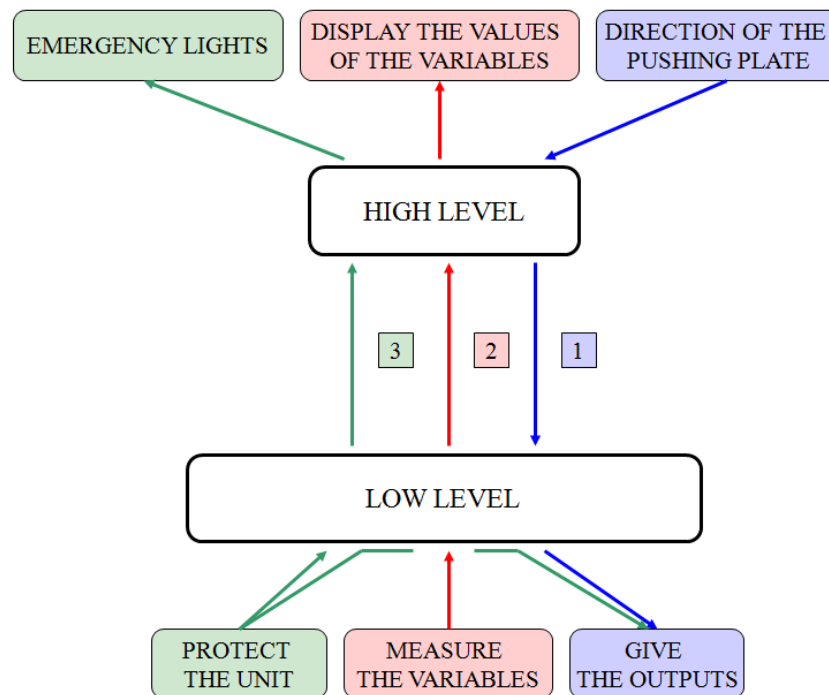 EMERGENCY LIGHTS
DISPLAY THE VALUES
OF THE VARIABLES
DIRECTION OF THE
PUSHING PLATE
HIGH LEVEL
3
2
1
LOW LEVEL
PROTECT
THE UNIT
MEASURE
THE VARIABLES
GIVE
THE OUTPUTS